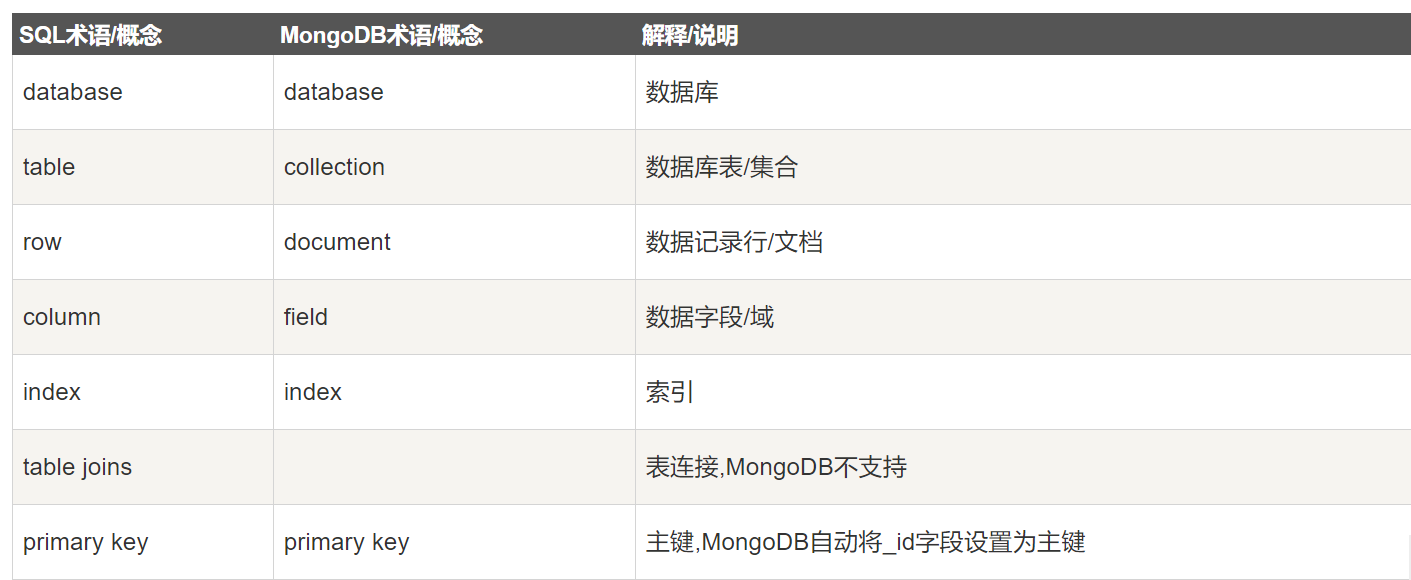 SQL术语/概念 MongoDB术语/概念 解释/说明
database database 数据库
table collection 数据库表/集合
row document 数据记录行/文档
column field 数据字段/域
index index 索引
table joins 表连接,MongoDB不支持
primary key primary key 主键,MongoDB自动将_id字段设置为主键